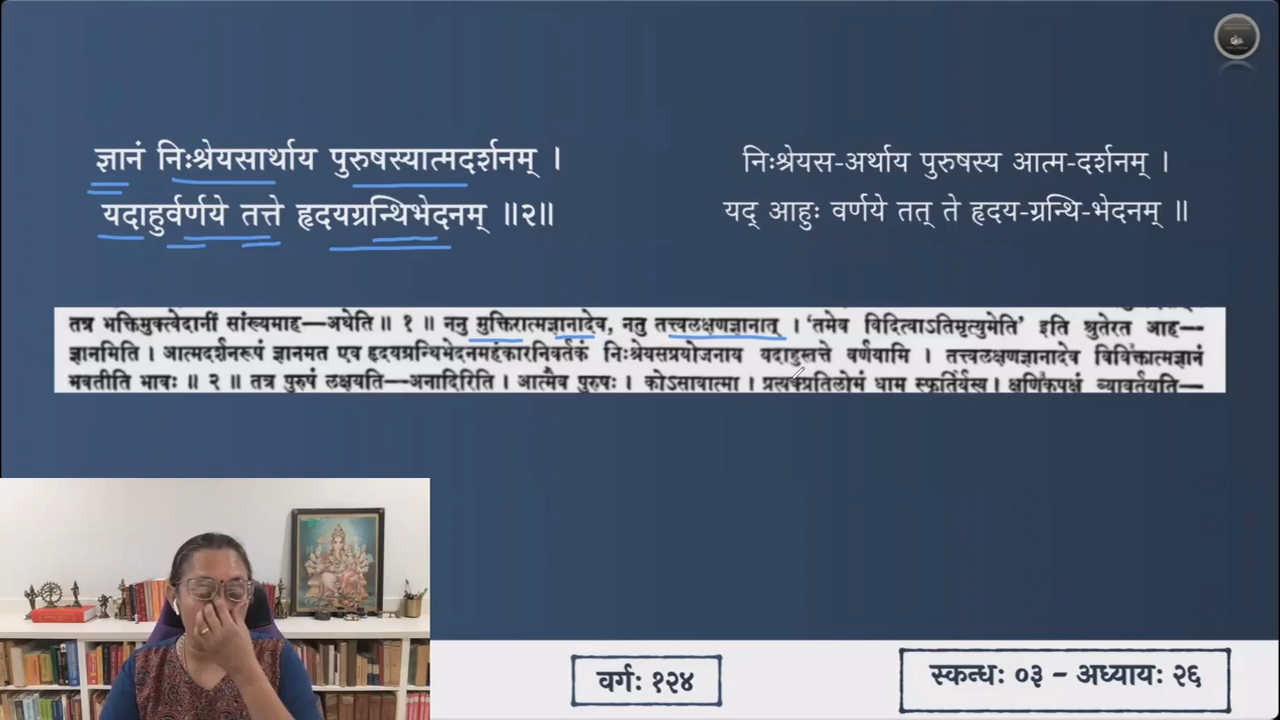 ज्ञानं निःश्रेयसार्थाय पुरुषस्यात्मदर्शनम् ।
यदाहुर्वर्णये तत्ते हृदयग्रन्थिभेदनम् ॥२॥
निःश्रेयस-अर्थाय पुरुषस्य आत्म-दर्शनम् ।
यद् आहुः वर्णये तत् ते हृदय-ग्रन्थि-भेदनम् ॥
तत्र भक्तिमुक्त्वेदानीं सांख्यमाह—अथेति ॥ १ ॥ ननु मुक्तिरात्मज्ञानादेव, नतु तत्त्वलक्षणज्ञानात् । 'तमेव विदित्वाऽतिमृत्युमेति' इति श्रुतेरत आह—
ज्ञानमिति । आत्मदर्शनरूपं ज्ञानमत एव हृदयग्रन्थिभेदनमहंकारनिवर्तकं निःश्रेयसप्रयोजनाय यदाहुस्तत्ते वर्णयामि । तत्त्वलक्षणज्ञानादेव विविक्तात्मज्ञानं
भवतीति भावः ॥ २ ॥ तत्र पुरुषं लक्षयति—अनादिरिति । आत्मैव पुरुषः । कोऽसावात्मा । प्रत्यक्प्रतिलोमं धाम स्फूर्तिर्यस्य । क्षणिकपक्षं व्यावर्तयति—
वर्गः १२४
स्कन्धः ०३ – अध्यायः २६